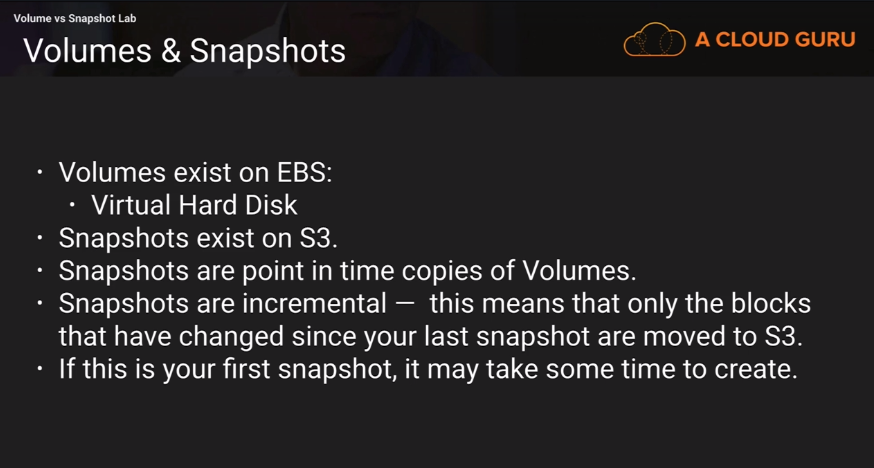 Volume vs Snapshot Lab
Volumes & Snapshots
A CLOUD GURU
• Volumes exist on EBS:
• Virtual Hard Disk
• Snapshots exist on S3.
• Snapshots are point in time copies of Volumes.
• Snapshots are incremental — this means that only the blocks
that have changed since your last snapshot are moved to S3.
• If this is your first snapshot, it may take some time to create.